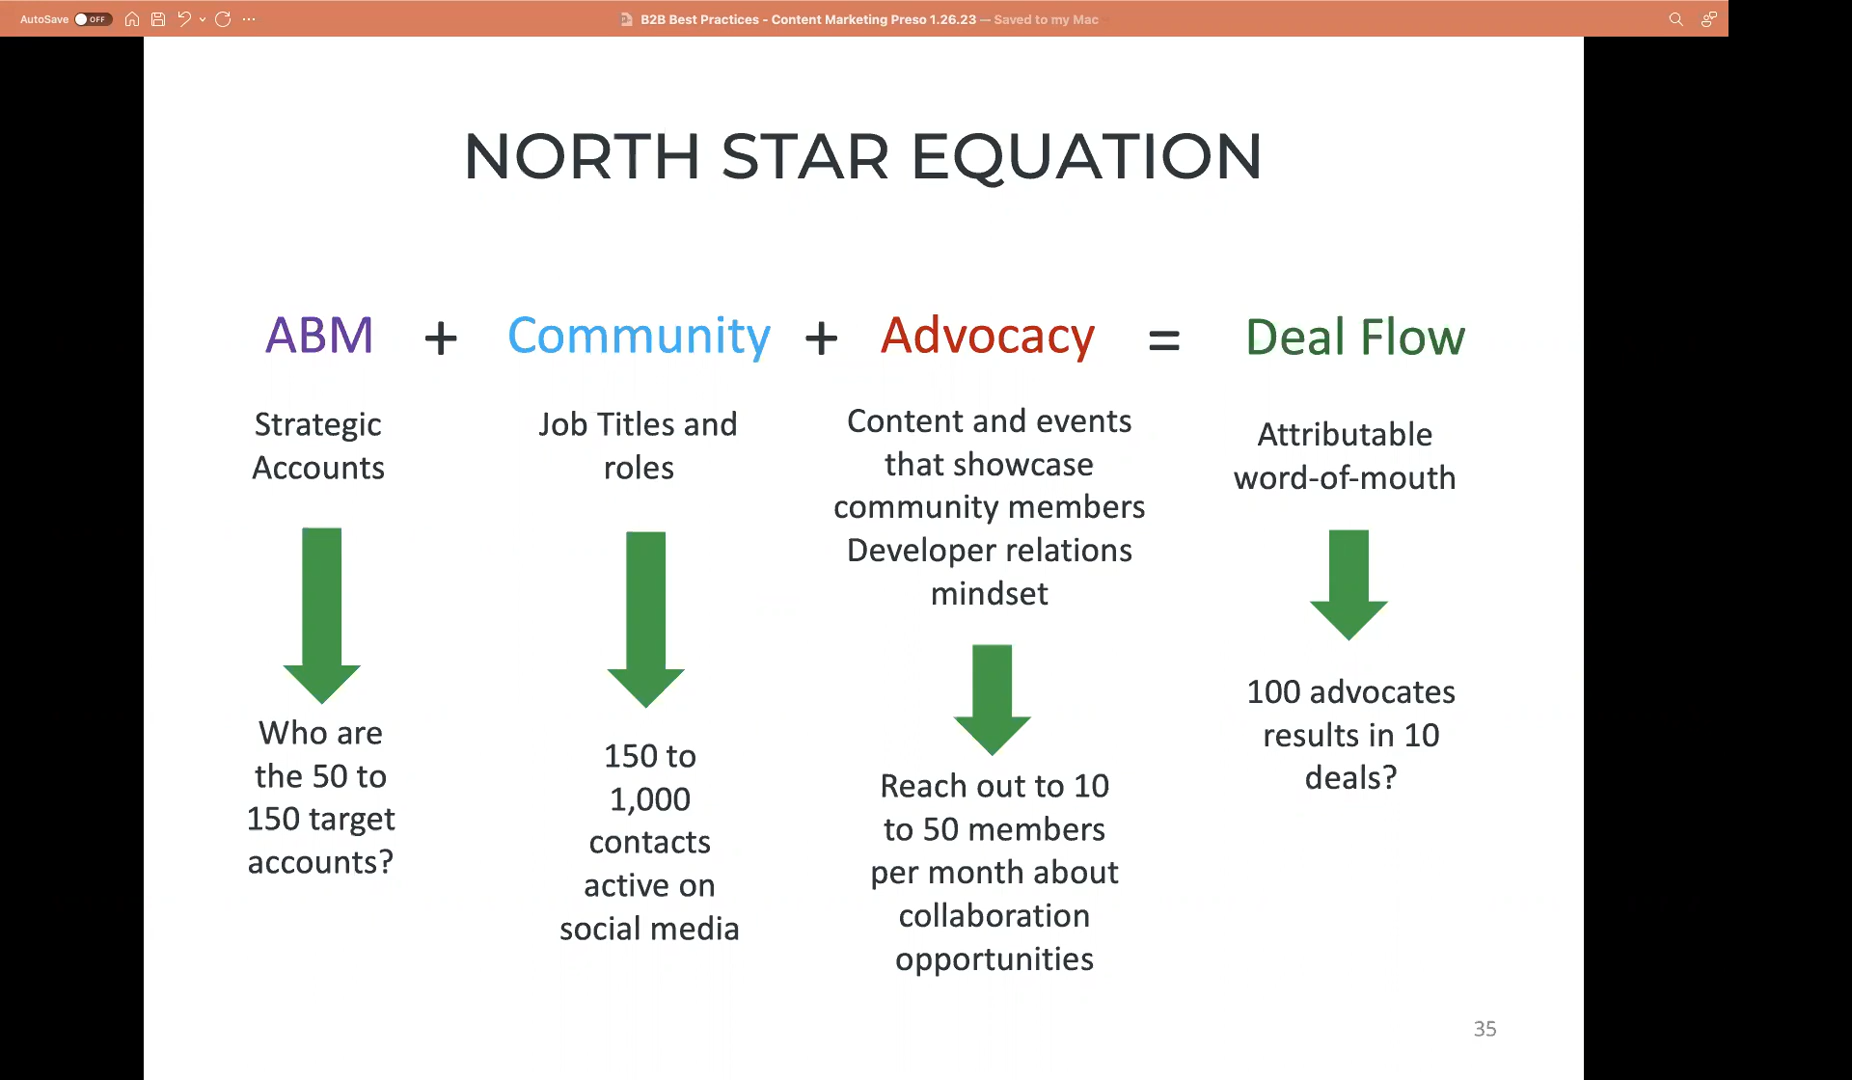 AutoSave OFF
B2B Best Practices - Content Marketing Preso 1.26.23 — Saved to my Mac
NORTH STAR EQUATION
ABM + Community + Advocacy = Deal Flow
Strategic
Accounts
Who are
the 50 to
150 target
accounts?
Job Titles and
roles
150 to
1,000
contacts
active on
social media
Content and events
that showcase
community members
Developer relations
mindset
Reach out to 10
to 50 members
per month about
collaboration
opportunities
Attributable
word-of-mouth
100 advocates
results in 10
deals?
35